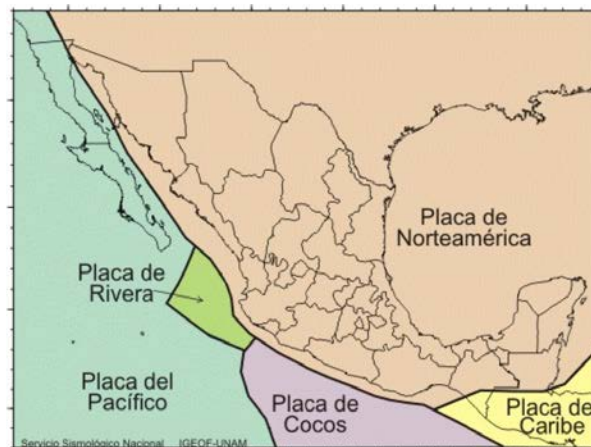 Placa de
Norteamérica
Placa de
Rivera
Placa del
Pacífico
Placa de
Cocos
Placa de
Caribe
Servicio Sismológico Nacional IGEOF-UNAM